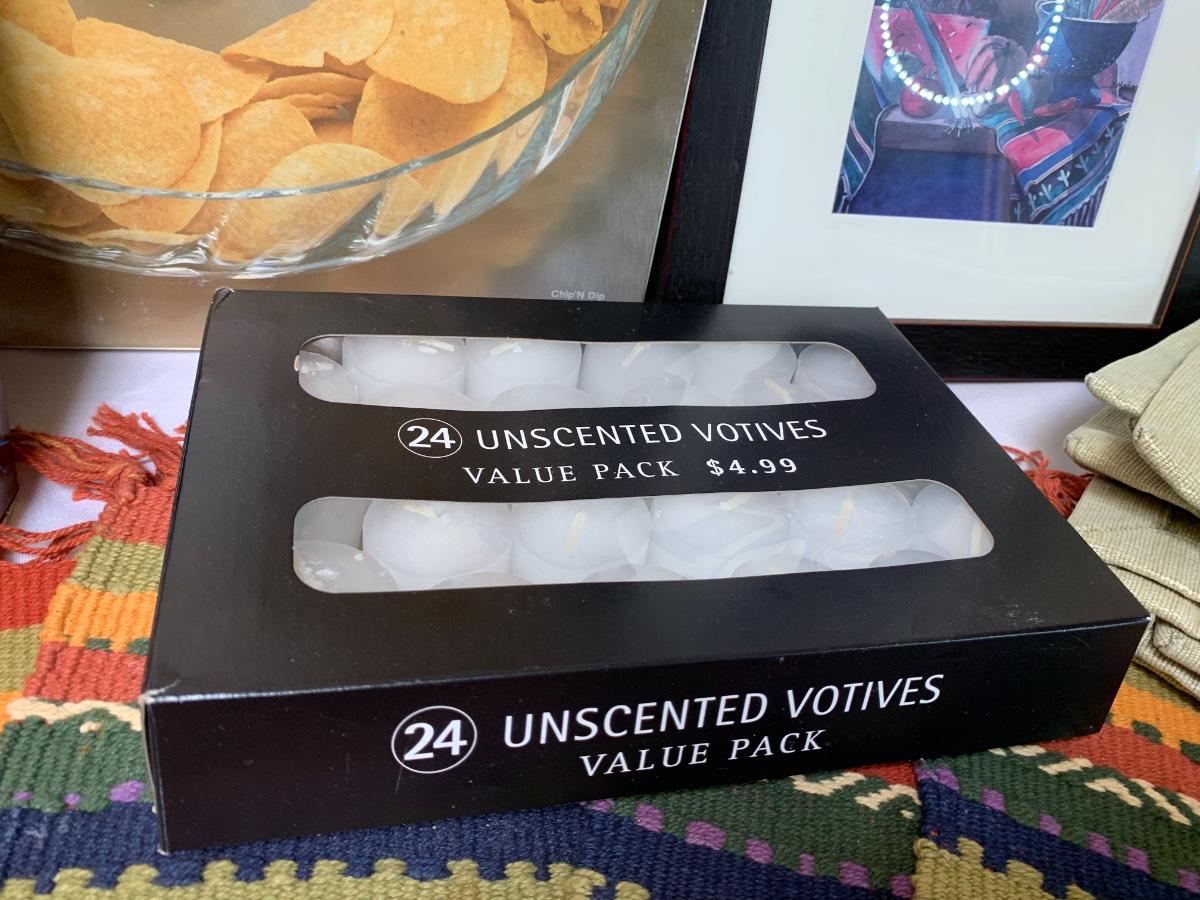 Chip'N Dip
24 UNSCENTED VOTIVES
VALUE PACK $4.99
24 UNSCENTED VOTIVES
VALUE PACK